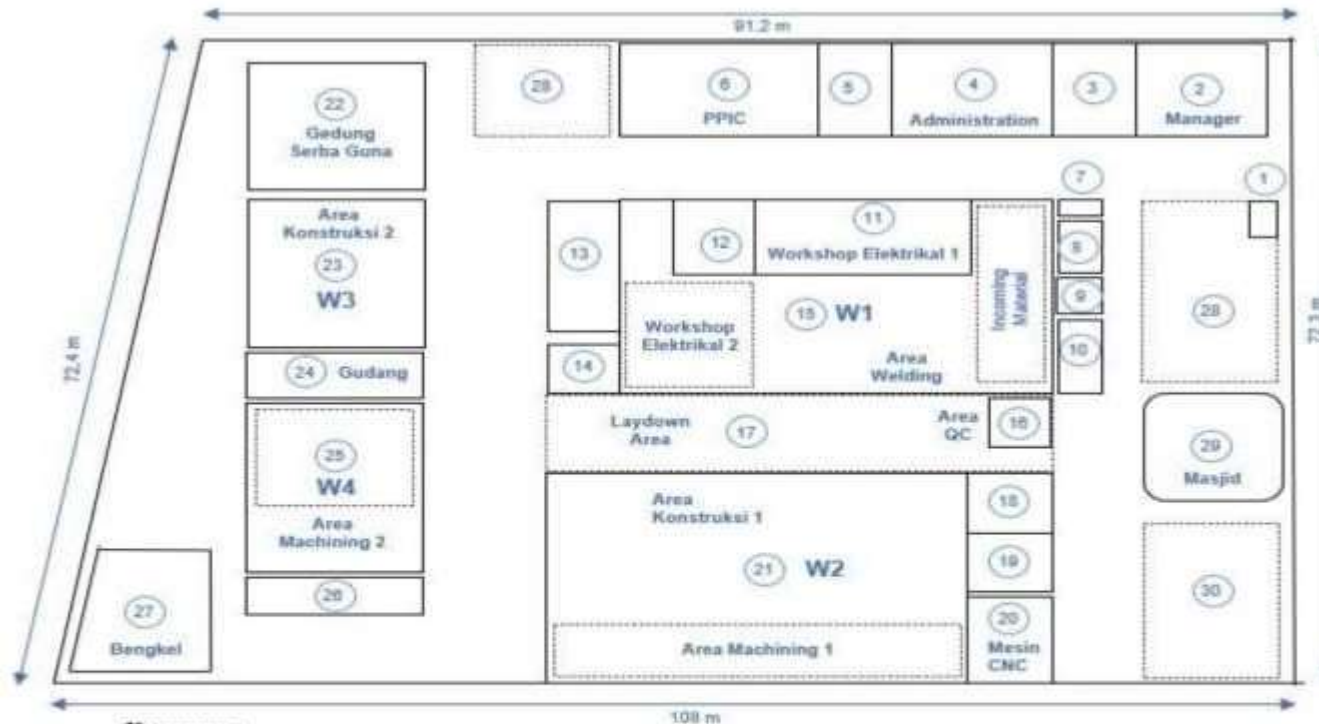 91.2 m
22
Gedung
Serba Guna
28
6
PPIC
5
4
Administration
3
2
Manager
7
1
Area
Konstruksi 2
23
W3
13
12
11
Workshop Elektrikal 1
Incoming
Material
8
9
10
28
15
W1
Workshop
Elektrikal 2
Area
Welding
14
72,4 m
72,3 m
24
Gudang
Laydown
Area
17
Area
QC
16
29
Masjid
25
W4
Area
Machining 2
Area
Konstruksi 1
18
21
W2
19
26
30
27
Bengkel
Area Machining 1
20
Mesin
CNC
108 m